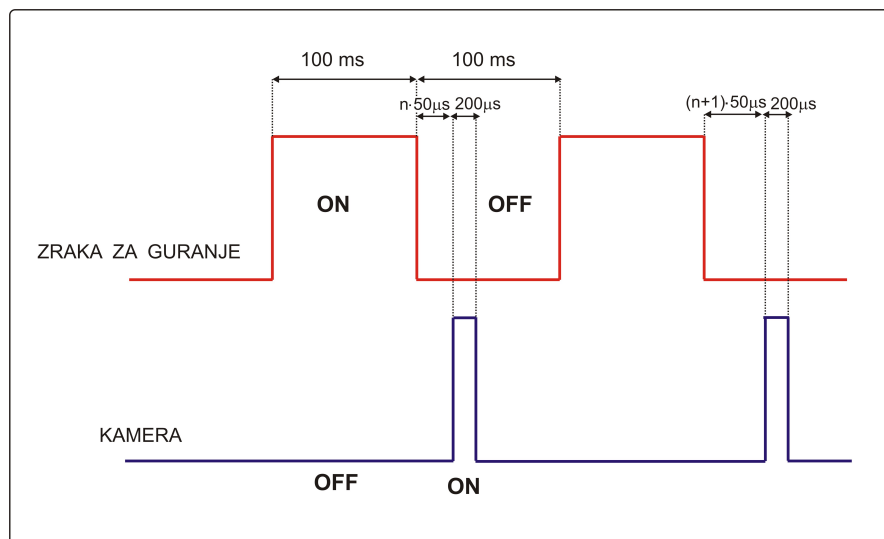 100 ms 100 ms
n·50μs 200μs (n+1)·50μs 200μs
ON OFF
ZRAKA ZA GURANJE
KAMERA
OFF ON